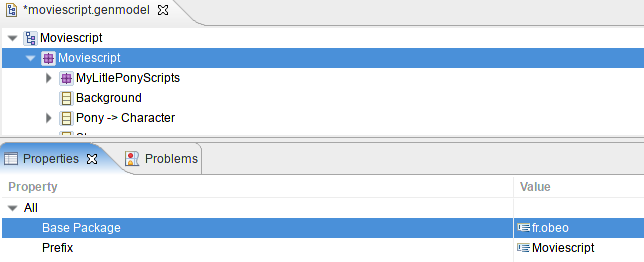 *moviescript.genmodel
Moviescript
Moviescript
MyLitlePonyScripts
Background
Pony -> Character
Properties Problems
Property Value
All
Base Package fr.obeo
Prefix Moviescript